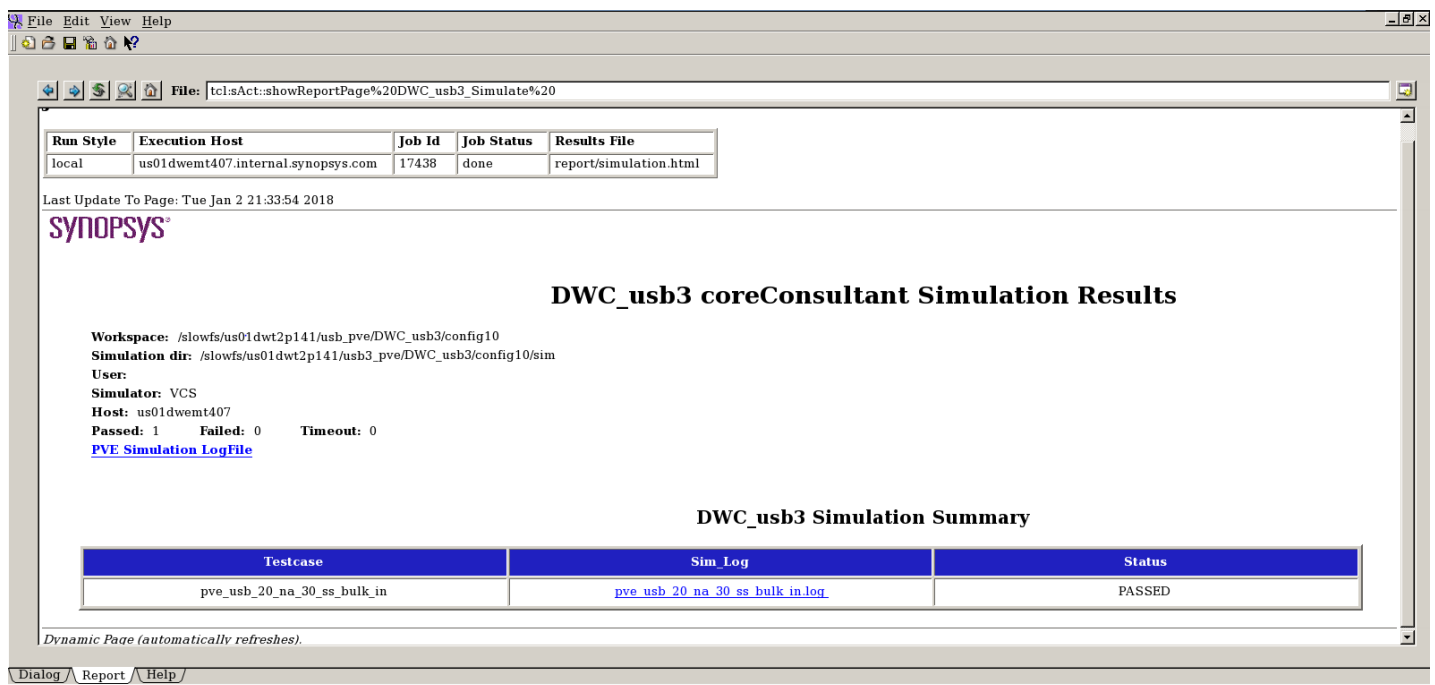 File Edit View Help
File: tcl:sAct::showReportPage%20DWC_usb3_Simulate%20
Run Style Execution Host Job Id Job Status Results File
local us01dwemt407.internal.synopsys.com 17438 done report/simulation.html
Last Update To Page: Tue Jan 2 21:33:54 2018
SYNOPSYS®
DWC_usb3 coreConsultant Simulation Results
Workspace: /slowfs/us01dwt2p141/usb_pve/DWC_usb3/config10
Simulation dir: /slowfs/us01dwt2p141/usb3_pve/DWC_usb3/config10/sim
User:
Simulator: VCS
Host: us01dwemt407
Passed: 1 Failed: 0 Timeout: 0
PVE Simulation LogFile
DWC_usb3 Simulation Summary
Testcase Sim_Log Status
pve_usb_20_na_30_ss_bulk_in pve_usb_20_na_30_ss_bulk_in.log PASSED
Dynamic Page (automatically refreshes).
Dialog Report Help